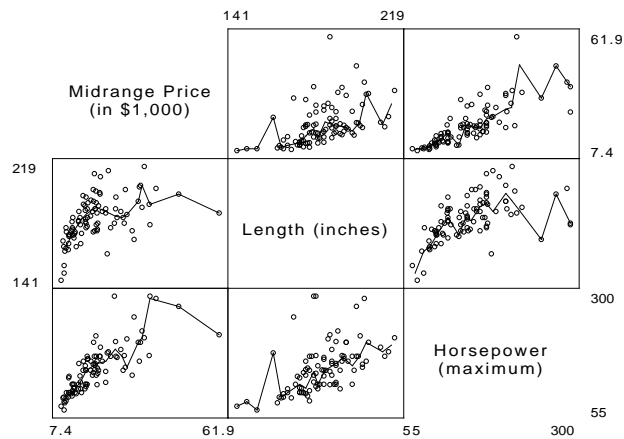 141 219
61.9
Midrange Price
(in $1,000)
7.4
219
Length (inches)
141
300
Horsepower
(maximum)
55
7.4 61.9 55 300